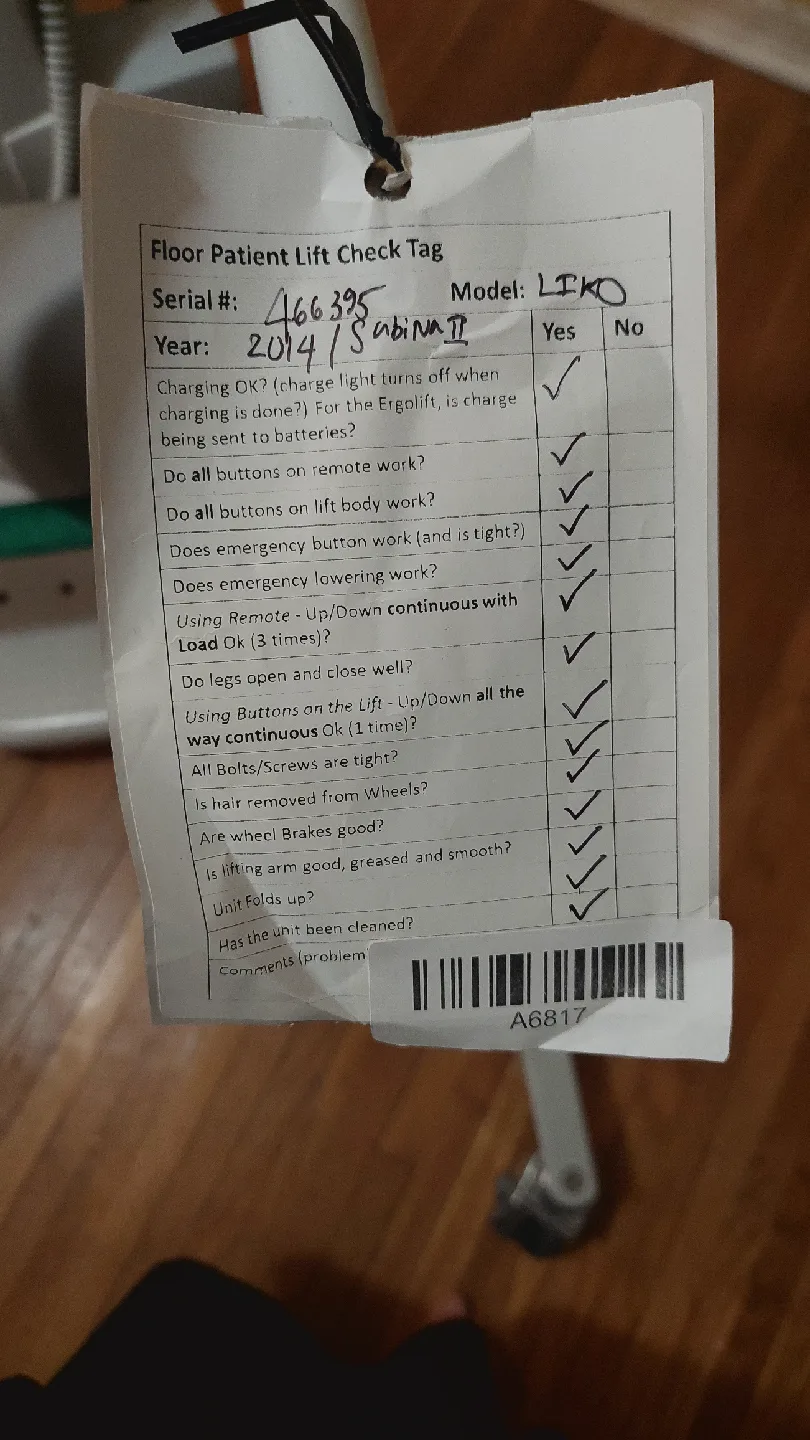 Floor Patient Lift Check Tag
Serial #: 466395 Model: LIKO
Year: 2014 / Sabina II Yes No
Charging OK? (charge light turns off when
charging is done?) For the Ergolift, is charge
being sent to batteries? ✓
Do all buttons on remote work? ✓
Do all buttons on lift body work? ✓
Does emergency button work (and is tight?) ✓
Does emergency lowering work? ✓
Using Remote - Up/Down continuous with
Load Ok (3 times)? ✓
Do legs open and close well? ✓
Using Buttons on the Lift - Up/Down all the
way continuous Ok (1 time)? ✓
All Bolts/Screws are tight? ✓
Is hair removed from Wheels? ✓
Are wheel Brakes good? ✓
Is lifting arm good, greased and smooth? ✓
Unit Folds up? ✓
Has the unit been cleaned? ✓
Comments (problem
A6817